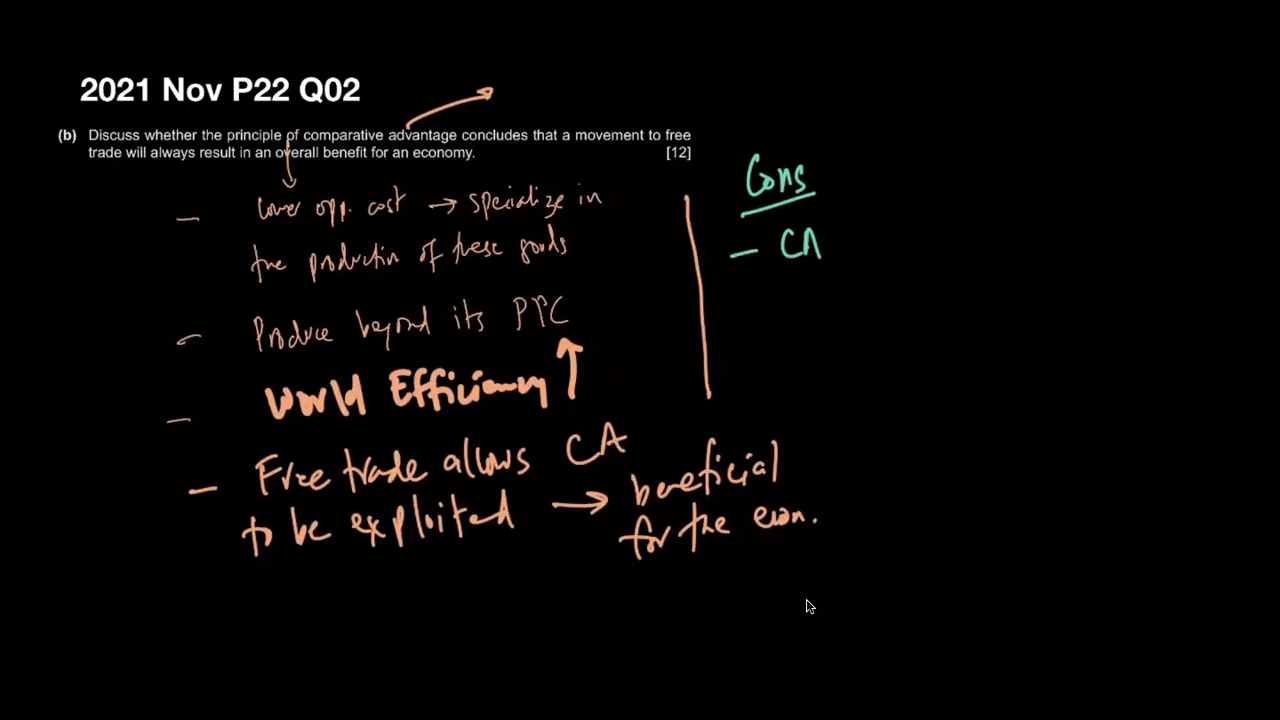 2021 Nov P22 Q02
(b) Discuss whether the principle of comparative advantage concludes that a movement to free
trade will always result in an overall benefit for an economy. [12]
Cons
- CA
- lower opp. cost → specialize in
the production of these goods
- Produce beyond its PPC
- World Efficiency ↑
- Free trade allows CA
to be exploited → beneficial
for the econ.